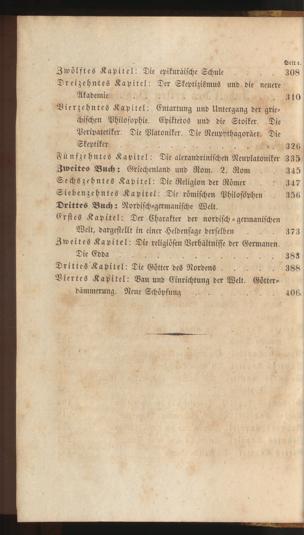 Seite.
Zwölftes Kapitel: Die epikuräische Schule 308
Dreizehntes Kapitel: Der Skeptizismus und die neuere
Akademie . . . . . . . . . . 310
Vierzehntes Kapitel: Entartung und Untergang der grie-
chischen Philosophie. Epiktetos und die Stoiker. Die
Peripatetiker. Die Platoniker. Die Neupythagoräer. Die
Skeptiker . . . . . . . . . . 326
Fünfzehntes Kapitel: Die alexandrinischen Neuplatoniker 335
Zweites Buch: Griechenland und Rom. 2. Rom 345
Sechszehntes Kapitel: Die Religion der Römer . 347
Siebenzehntes Kapitel: Die römischen Philosophen 356
Drittes Buch: Nordisch-germanische Welt.
Erstes Kapitel: Der Charakter der nordisch-germanischen
Welt, dargestellt in einer Heldensage derselben 373
Zweites Kapitel: Die religiösen Verhältnisse der Germanen.
Die Edda . . . . . . . . . . 383
Drittes Kapitel: Die Götter des Nordens . . . . 388
Viertes Kapitel: Bau und Einrichtung der Welt. Götter-
dämmerung. Neue Schöpfung . . . . . . . 406